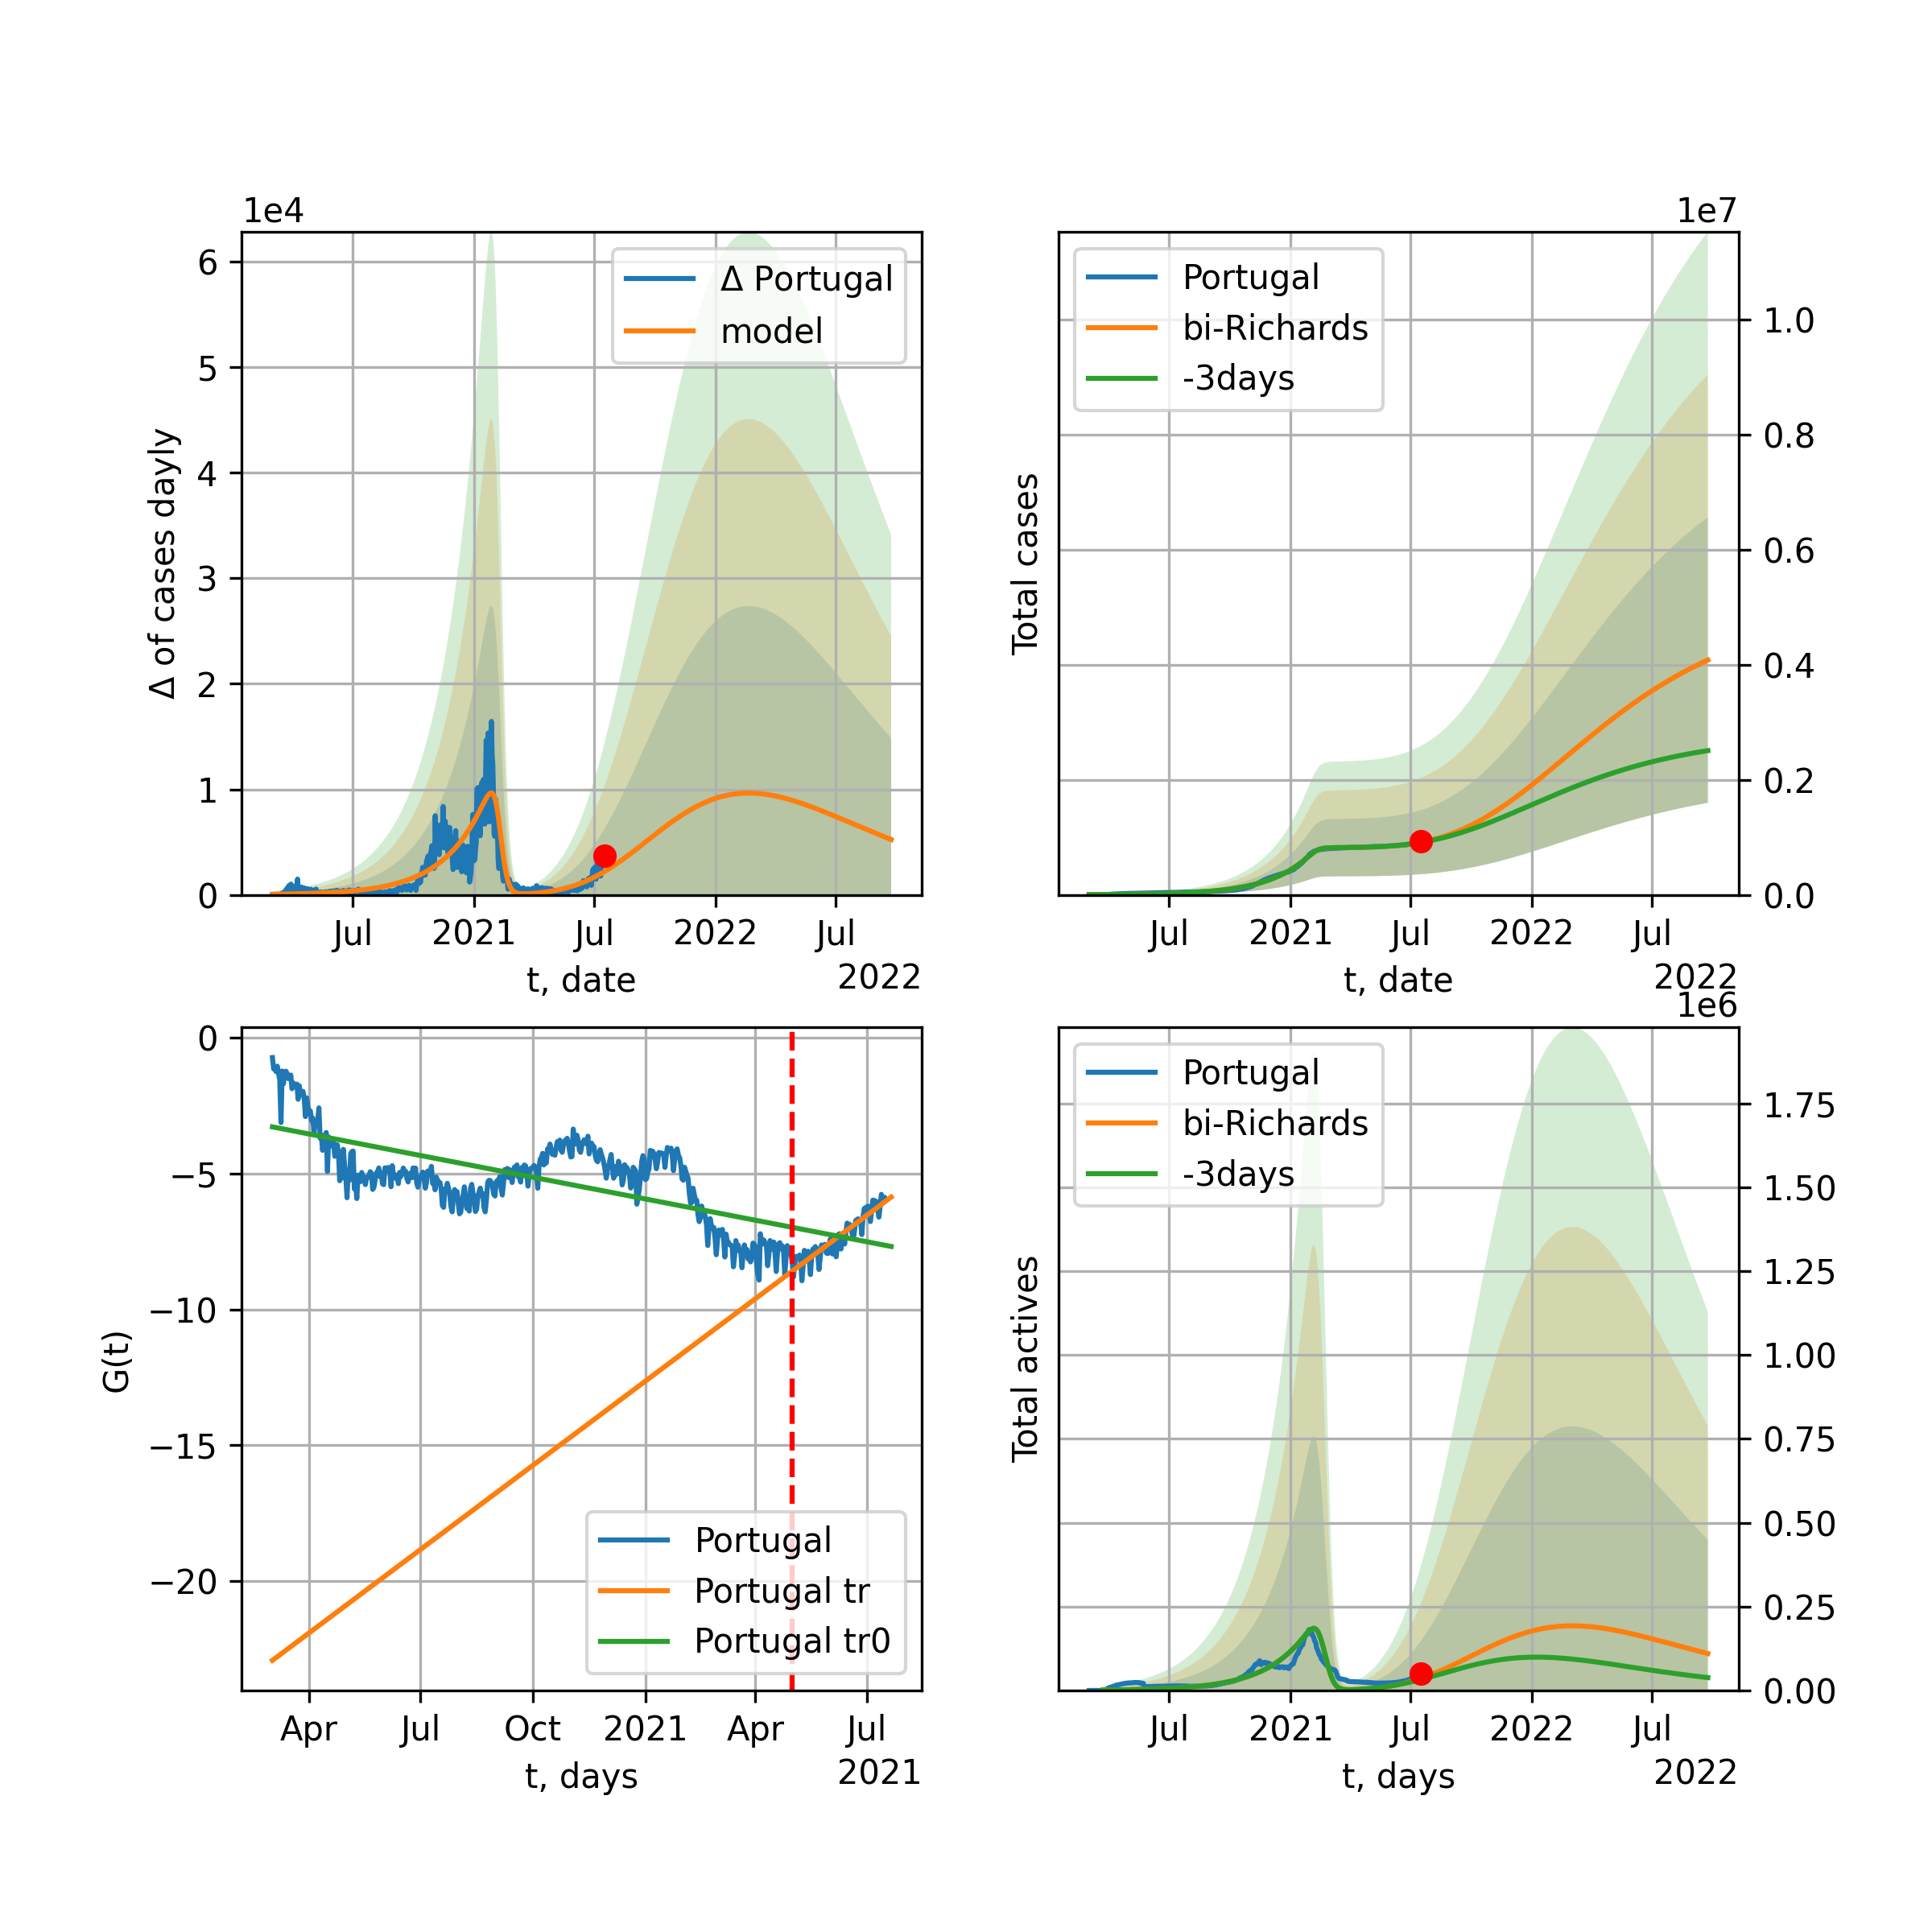 1e4
6
5
4
3
2
1
0
Δ of cases dayly
Δ Portugal
model
Jul 2021 Jul 2022 Jul
t, date
2022
1e7
Total cases
Portugal
bi-Richards
-3days
1.0
0.8
0.6
0.4
0.2
0.0
Jul 2021 Jul 2022 Jul
t, date
2022
0
−5
−10
−15
−20
G(t)
Portugal
Portugal tr
Portugal tr0
Apr Jul Oct 2021 Apr Jul
t, days
2021
1e6
Total actives
Portugal
bi-Richards
-3days
1.75
1.50
1.25
1.00
0.75
0.50
0.25
0.00
Jul 2021 Jul 2022 Jul
t, days
2022